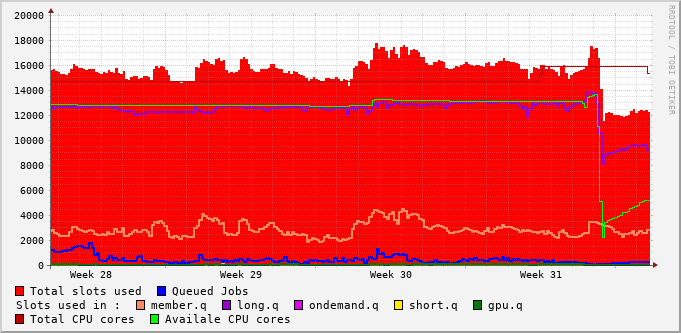 20000
18000
16000
14000
12000
10000
8000
6000
4000
2000
0
Week 28 Week 29 Week 30 Week 31
RRDTOOL / TOBI OETIKER
Total slots used Queued Jobs
Slots used in : member.q long.q ondemand.q short.q gpu.q
Total CPU cores Availale CPU cores